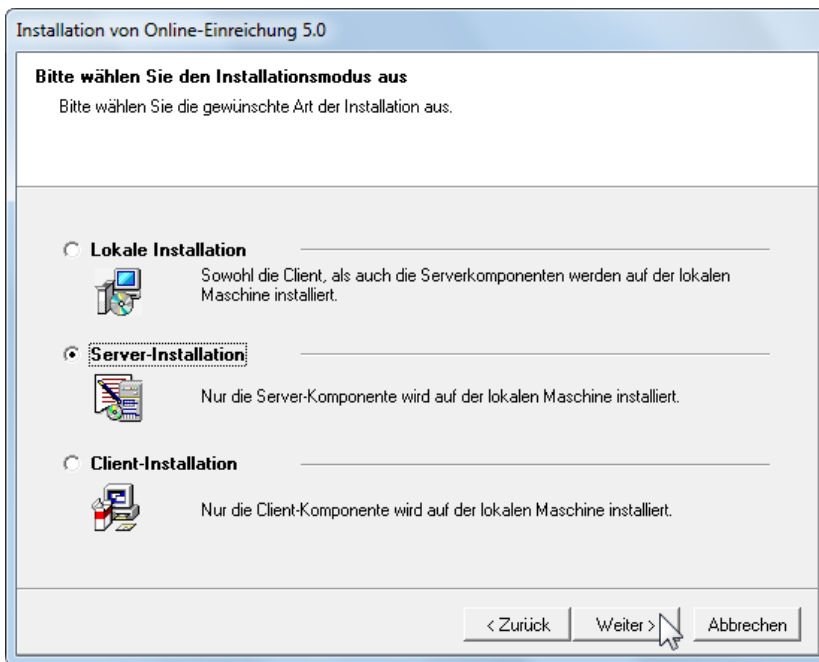 Installation von Online-Einreichung 5.0
Bitte wählen Sie den Installationsmodus aus
Bitte wählen Sie die gewünschte Art der Installation aus.
Lokale Installation
Sowohl die Client, als auch die Serverkomponenten werden auf der lokalen
Maschine installiert.
Server-Installation
Nur die Server-Komponente wird auf der lokalen Maschine installiert.
Client-Installation
Nur die Client-Komponente wird auf der lokalen Maschine installiert.
< Zurück Weiter > Abbrechen